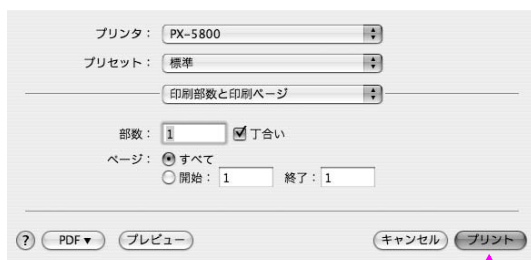 プリンタ： PX-5800
プリセット： 標準
印刷部数と印刷ページ
部数： 1 丁合い
ページ： すべて
開始： 1 終了： 1
? PDF▼ プレビュー キャンセル プリント